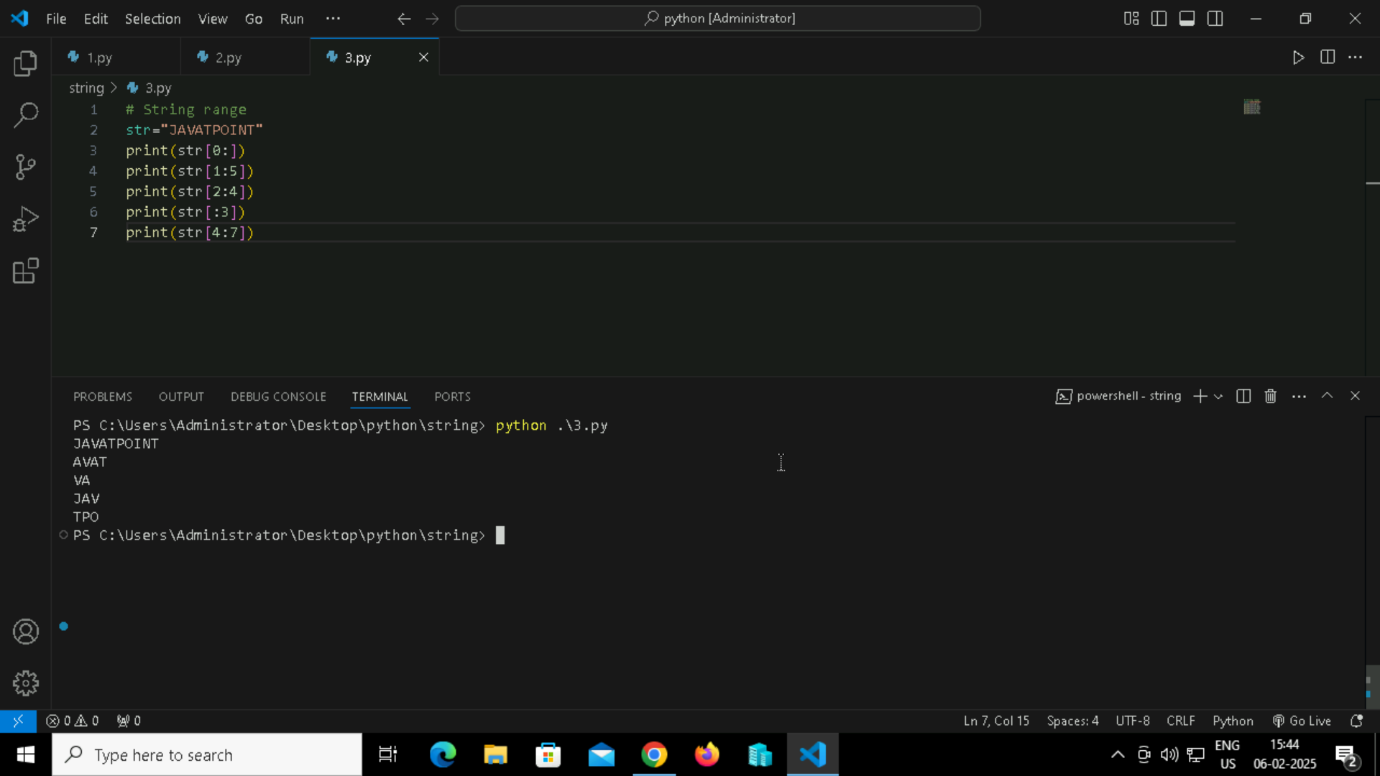 File Edit Selection View Go Run ··· python [Administrator]
1.py 2.py 3.py
string > 3.py
1 # String range
2 str="JAVATPOINT"
3 print(str[0:])
4 print(str[1:5])
5 print(str[2:4])
6 print(str[:3])
7 print(str[4:7])
PROBLEMS OUTPUT DEBUG CONSOLE TERMINAL PORTS powershell - string
PS C:\Users\Administrator\Desktop\python\string> python .\3.py
JAVATPOINT
AVAT
VA
JAV
TPO
PS C:\Users\Administrator\Desktop\python\string>
0 0 0 Ln 7, Col 15 Spaces: 4 UTF-8 CRLF Python Go Live
Type here to search ENG 15:44
US 06-02-2025 2